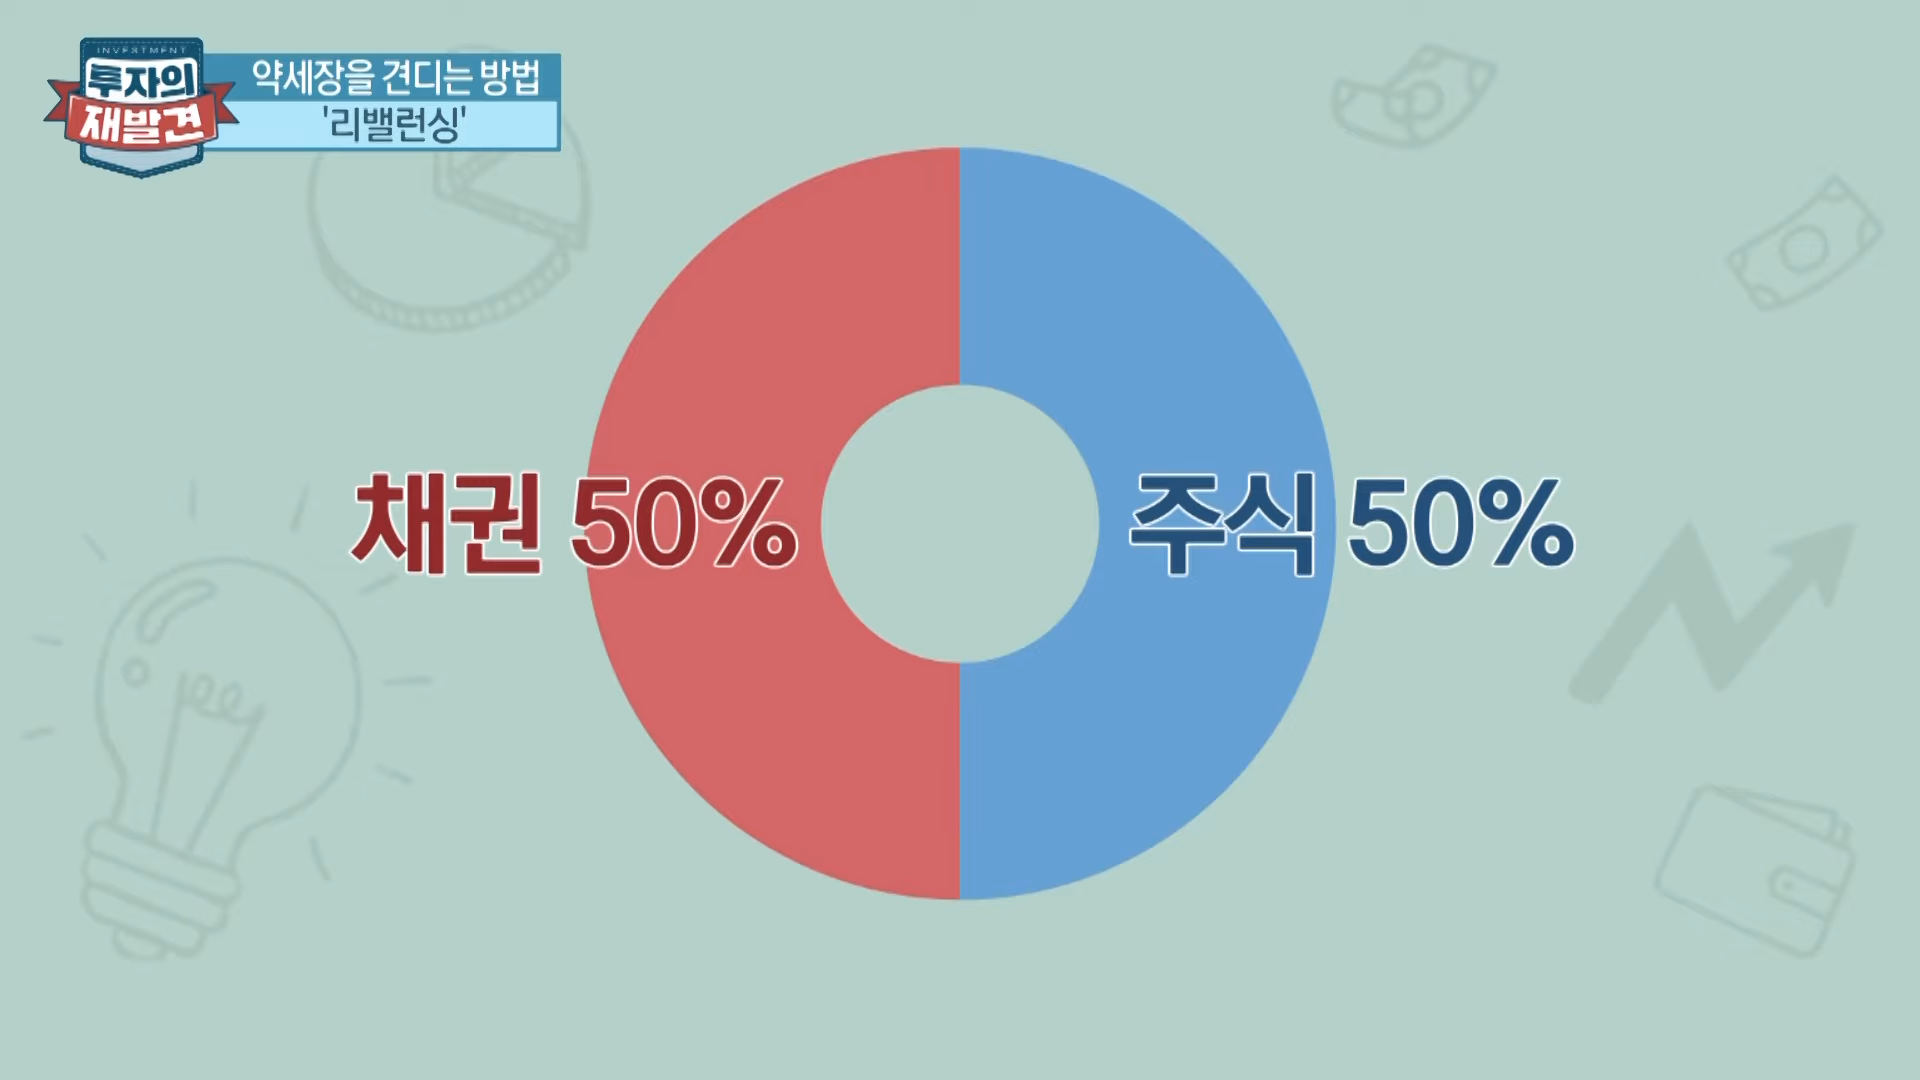 INVESTMENT
투자의
재발견
약세장을 견디는 방법
'리밸런싱'
채권 50%
주식 50%